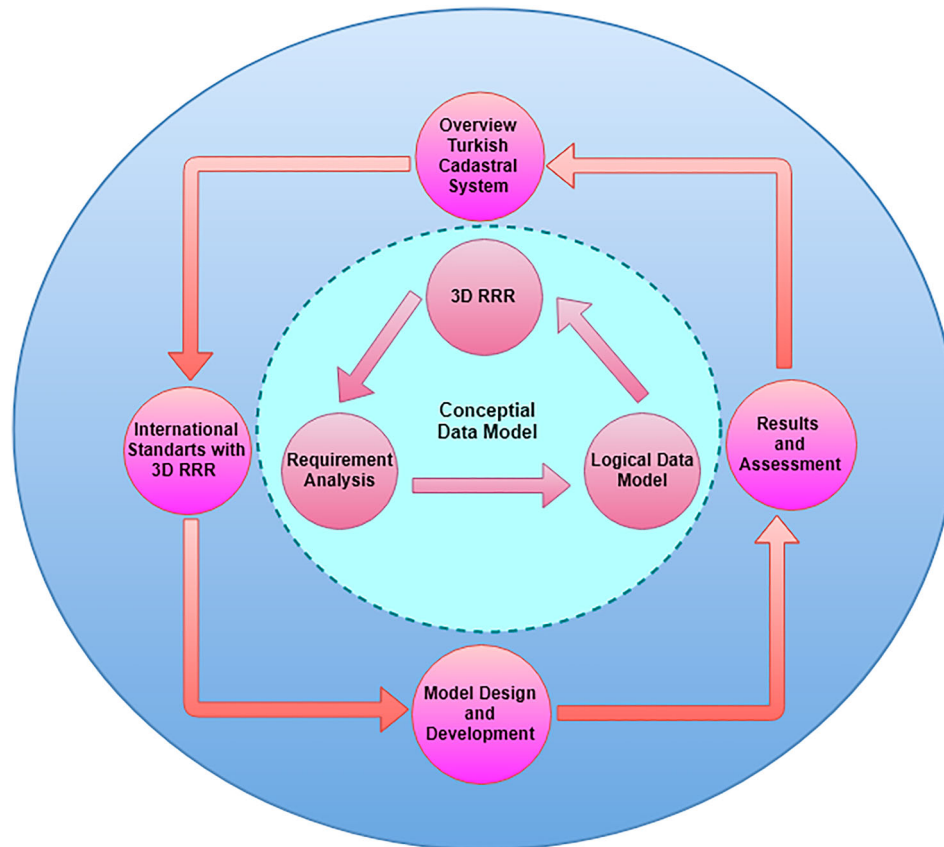 Overview
Turkish
Cadastral
System
3D RRR
International
Standarts with
3D RRR
Requirement
Analysis
Conceptial
Data Model
Logical Data
Model
Results
and
Assessment
Model Design
and
Development